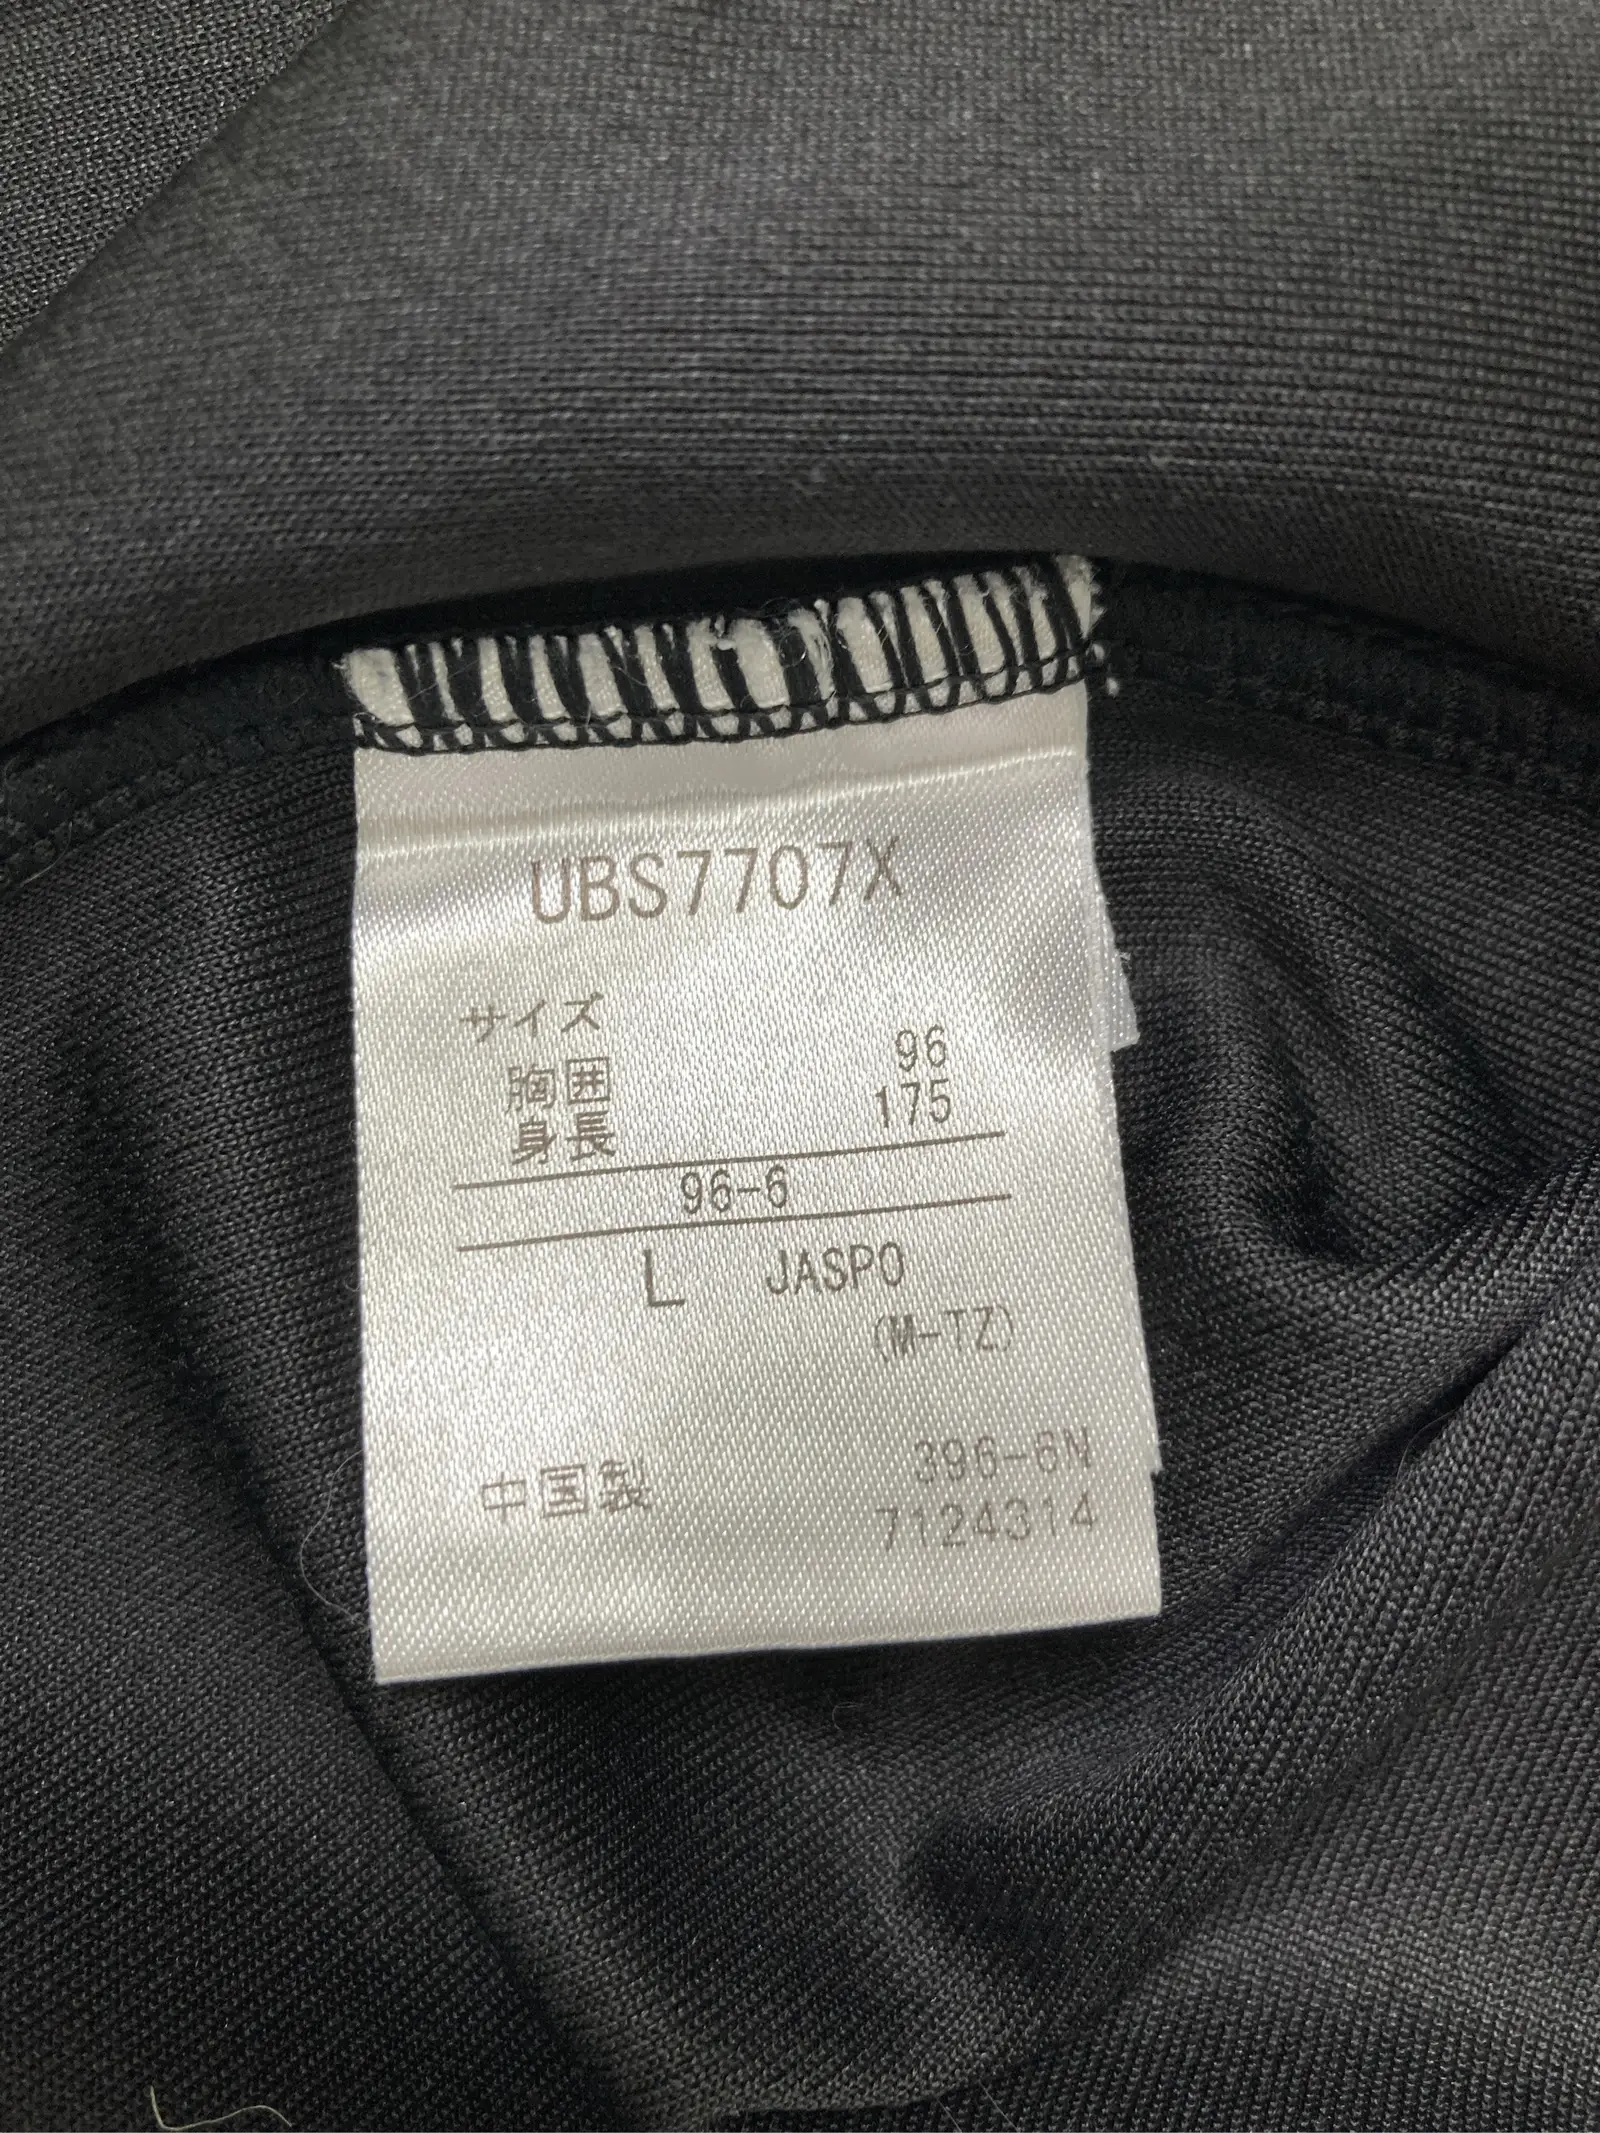 UBS7707X
サイズ
胸囲 96
身長 175
96-6
L JASPO
(M-TZ)
396-6N
中国製
7124314